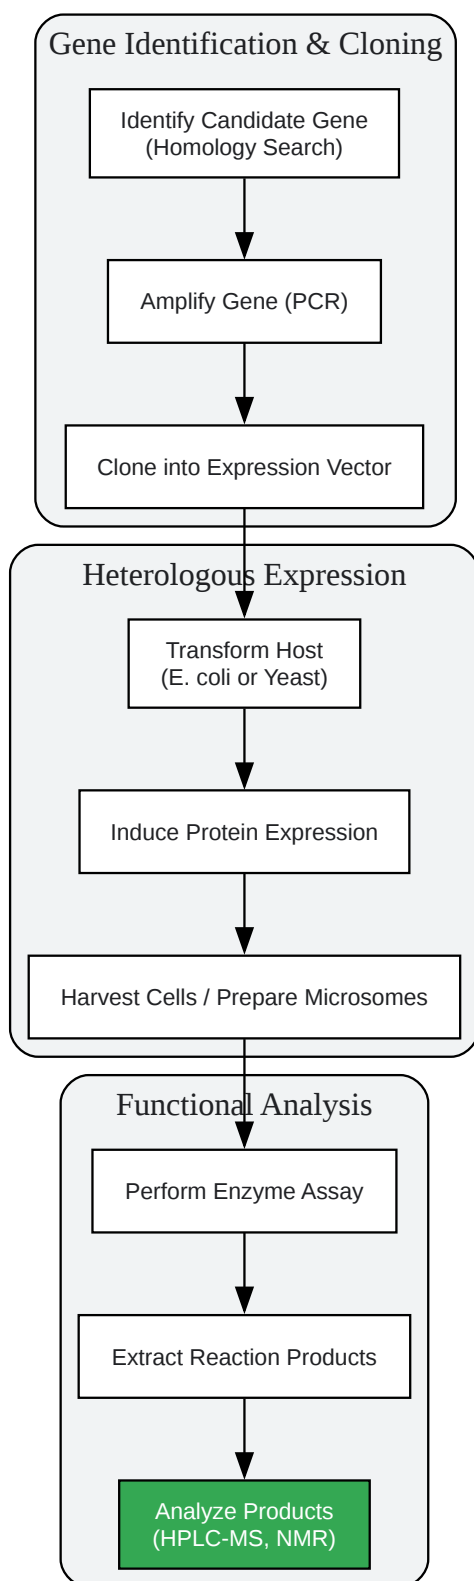 Gene Identification & Cloning
Identify Candidate Gene
(Homology Search)
Amplify Gene (PCR)
Clone into Expression Vector
Heterologous Expression
Transform Host
(E. coli or Yeast)
Induce Protein Expression
Harvest Cells / Prepare Microsomes
Functional Analysis
Perform Enzyme Assay
Extract Reaction Products
Analyze Products
(HPLC-MS, NMR)